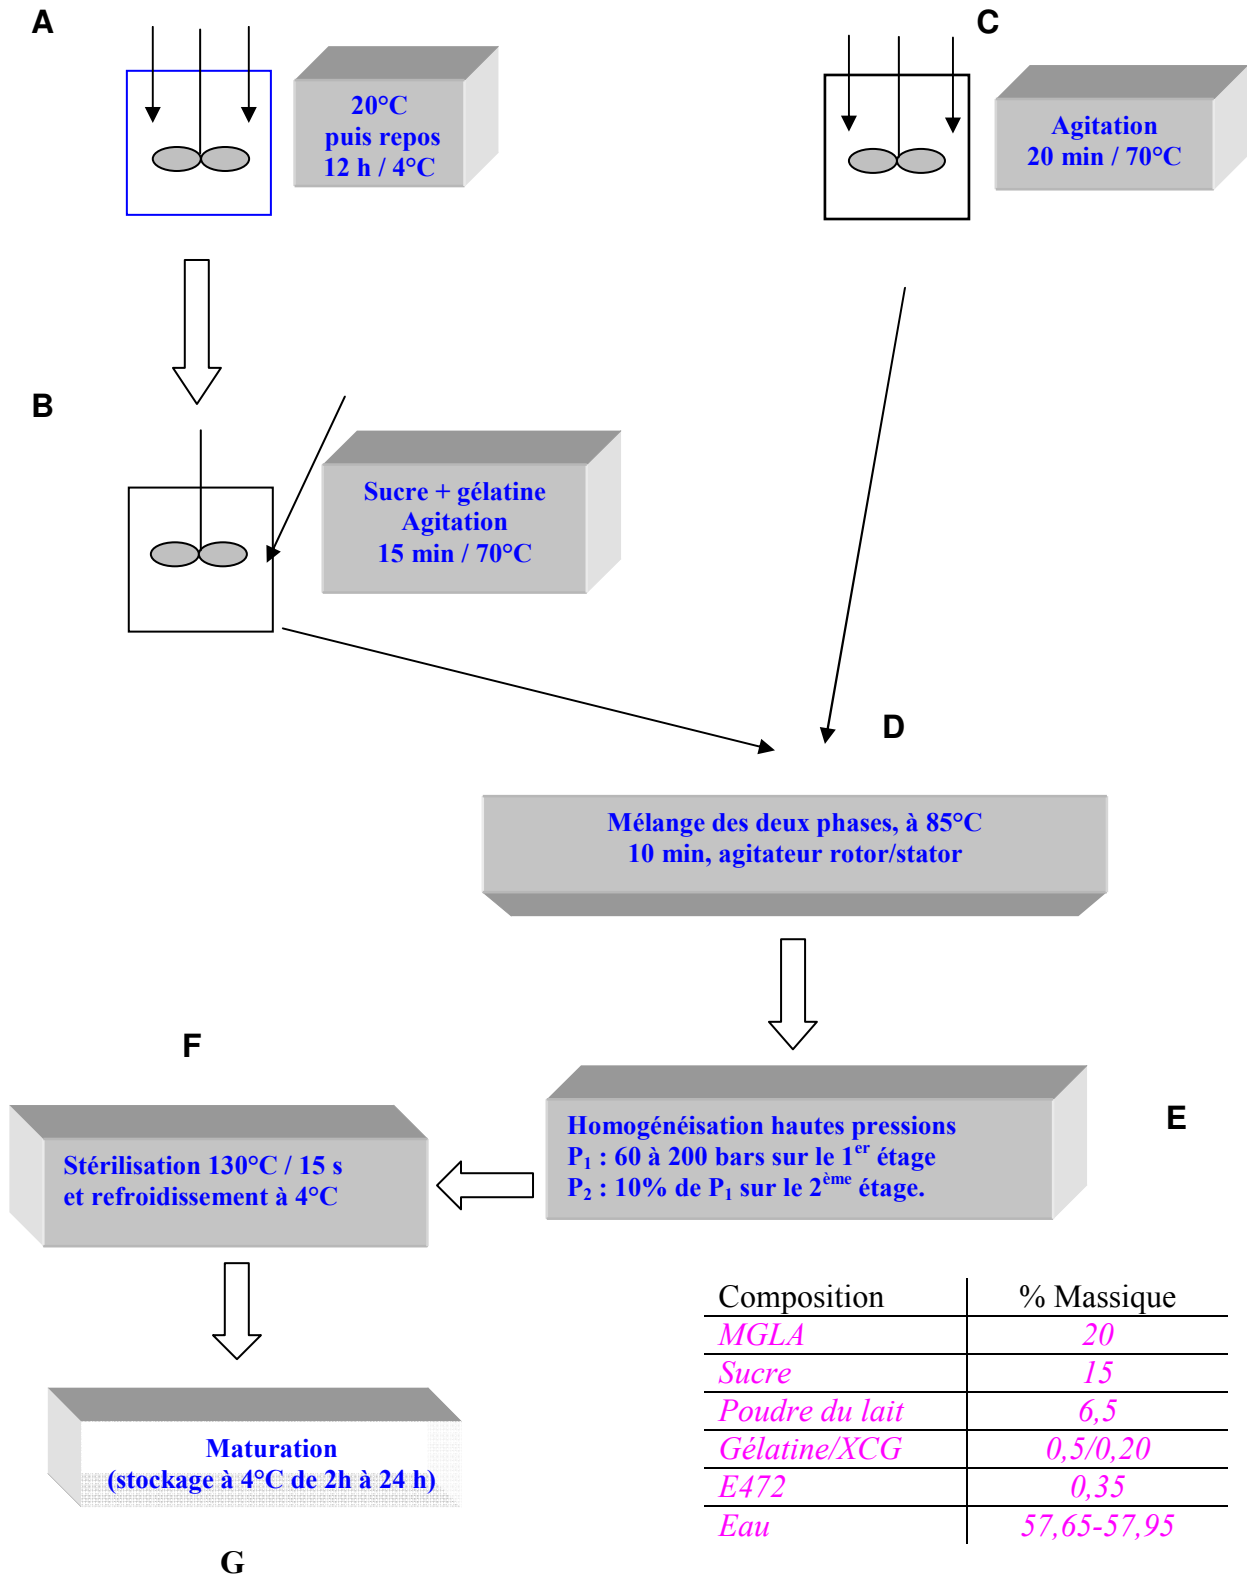 A
20°C
puis repos
12 h / 4°C
C
Agitation
20 min / 70°C
B
Sucre + gélatine
Agitation
15 min / 70°C
D
Mélange des deux phases, à 85°C
10 min, agitateur rotor/stator
E
Homogénéisation hautes pressions
P₁ : 60 à 200 bars sur le 1er étage
P₂ : 10% de P₁ sur le 2ème étage.
F
Stérilisation 130°C / 15 s
et refroidissement à 4°C
Maturation
(stockage à 4°C de 2h à 24 h)
G
Composition % Massique
MGLA 20
Sucre 15
Poudre du lait 6,5
Gélatine/XCG 0,5/0,20
E472 0,35
Eau 57,65-57,95